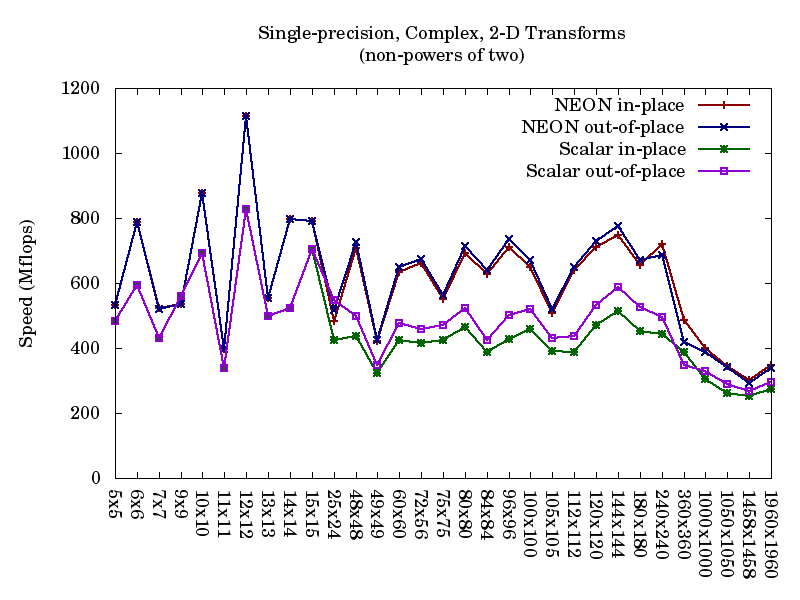 Single-precision, Complex, 2-D Transforms
(non-powers of two)
1200
1000
800
600
400
200
0
Speed (Mflops)
NEON in-place
NEON out-of-place
Scalar in-place
Scalar out-of-place
5x5
6x6
7x7
9x9
10x10
11x11
12x12
13x13
14x14
15x15
25x24
48x48
49x49
60x60
72x56
75x75
80x80
84x84
96x96
100x100
105x105
112x112
120x120
144x144
180x180
240x240
360x360
1000x1000
1050x1050
1458x1458
1960x1960